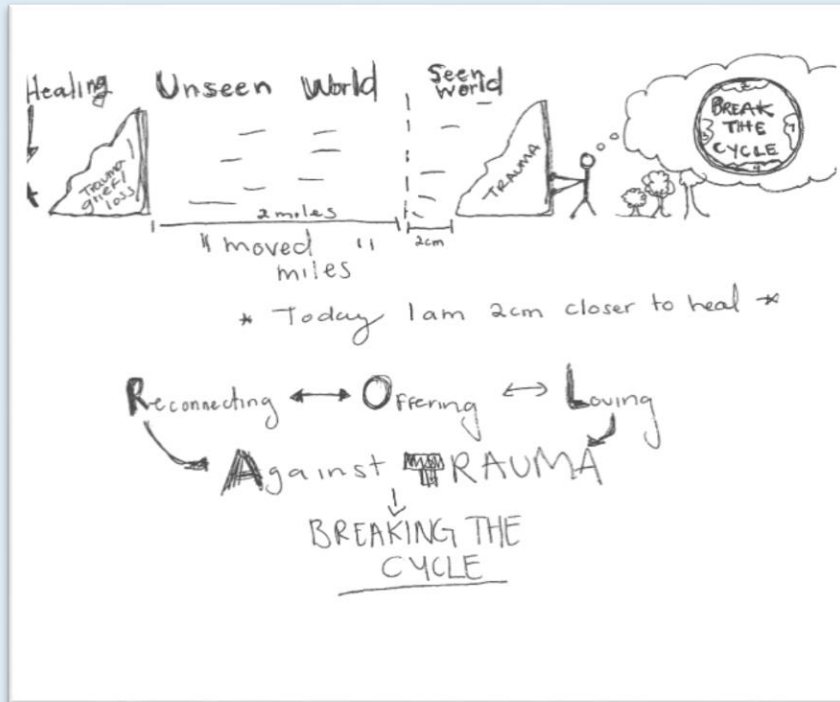 Healing Unseen World Seen World
Trauma/
grief/
loss
TRAUMA
BREAK
THE
CYCLE
2 miles
2cm
"moved "
miles
* Today I am 2cm closer to heal *
Reconnecting ↔ Offering ↔ Loving
Against TRAUMA
BREAKING THE
CYCLE